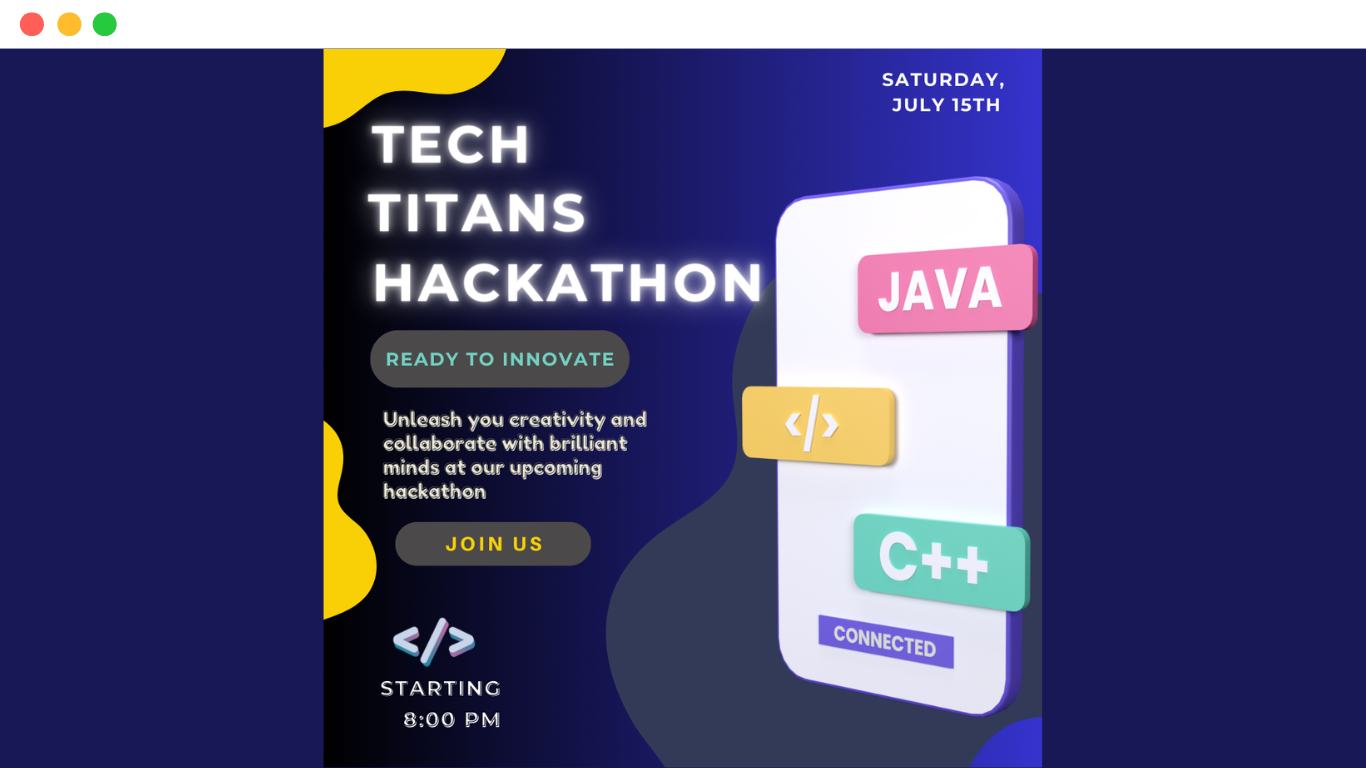 SATURDAY,
JULY 15TH
TECH
TITANS
HACKATHON
READY TO INNOVATE
Unleash you creativity and
collaborate with brilliant
minds at our upcoming
hackathon
JOIN US
</>
STARTING
8:00 PM
JAVA
</>
C++
CONNECTED